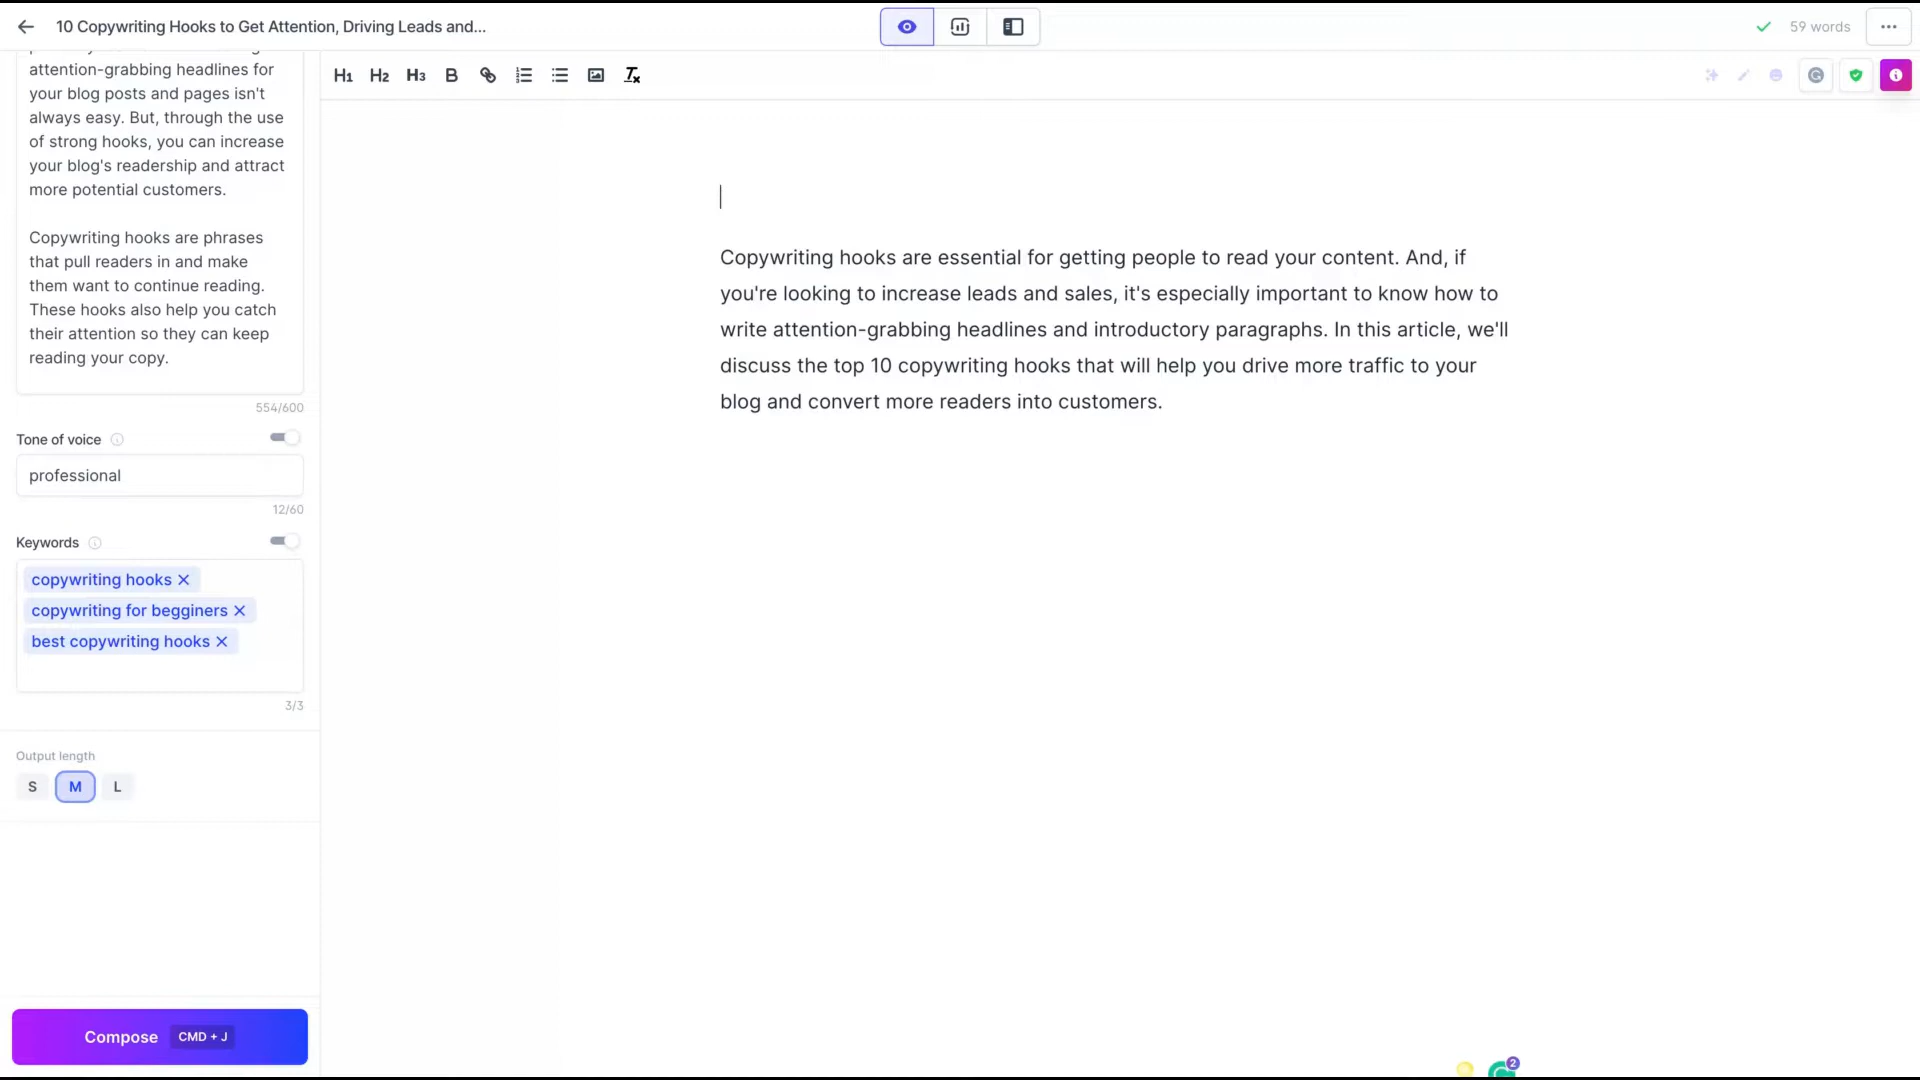 10 Copywriting Hooks to Get Attention, Driving Leads and...
59 words
attention-grabbing headlines for
your blog posts and pages isn't
always easy. But, through the use
of strong hooks, you can increase
your blog's readership and attract
more potential customers.
Copywriting hooks are phrases
that pull readers in and make
them want to continue reading.
These hooks also help you catch
their attention so they can keep
reading your copy.
554/600
Tone of voice
professional
12/60
Keywords
copywriting hooks
copywriting for begginers
best copywriting hooks
3/3
Output length
S M L
Compose CMD + J
H1 H2 H3 B
Copywriting hooks are essential for getting people to read your content. And, if
you're looking to increase leads and sales, it's especially important to know how to
write attention-grabbing headlines and introductory paragraphs. In this article, we'll
discuss the top 10 copywriting hooks that will help you drive more traffic to your
blog and convert more readers into customers.
2